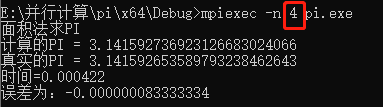 E:\并行计算\pi\x64\Debug>mpiexec -n 4 pi.exe
面积法求PI
计算的PI = 3.141592736923126683024066
真实的PI = 3.141592653589793238462643
时间=0.000422
误差为：-0.000000083333334